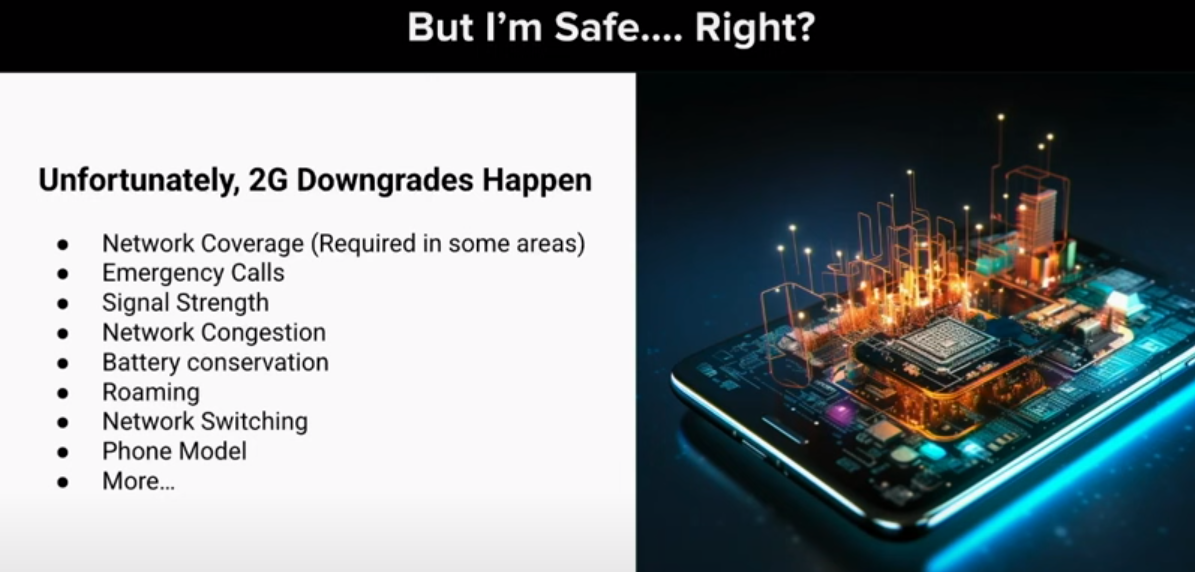 But I'm Safe.... Right?
Unfortunately, 2G Downgrades Happen
● Network Coverage (Required in some areas)
● Emergency Calls
● Signal Strength
● Network Congestion
● Battery conservation
● Roaming
● Network Switching
● Phone Model
● More...